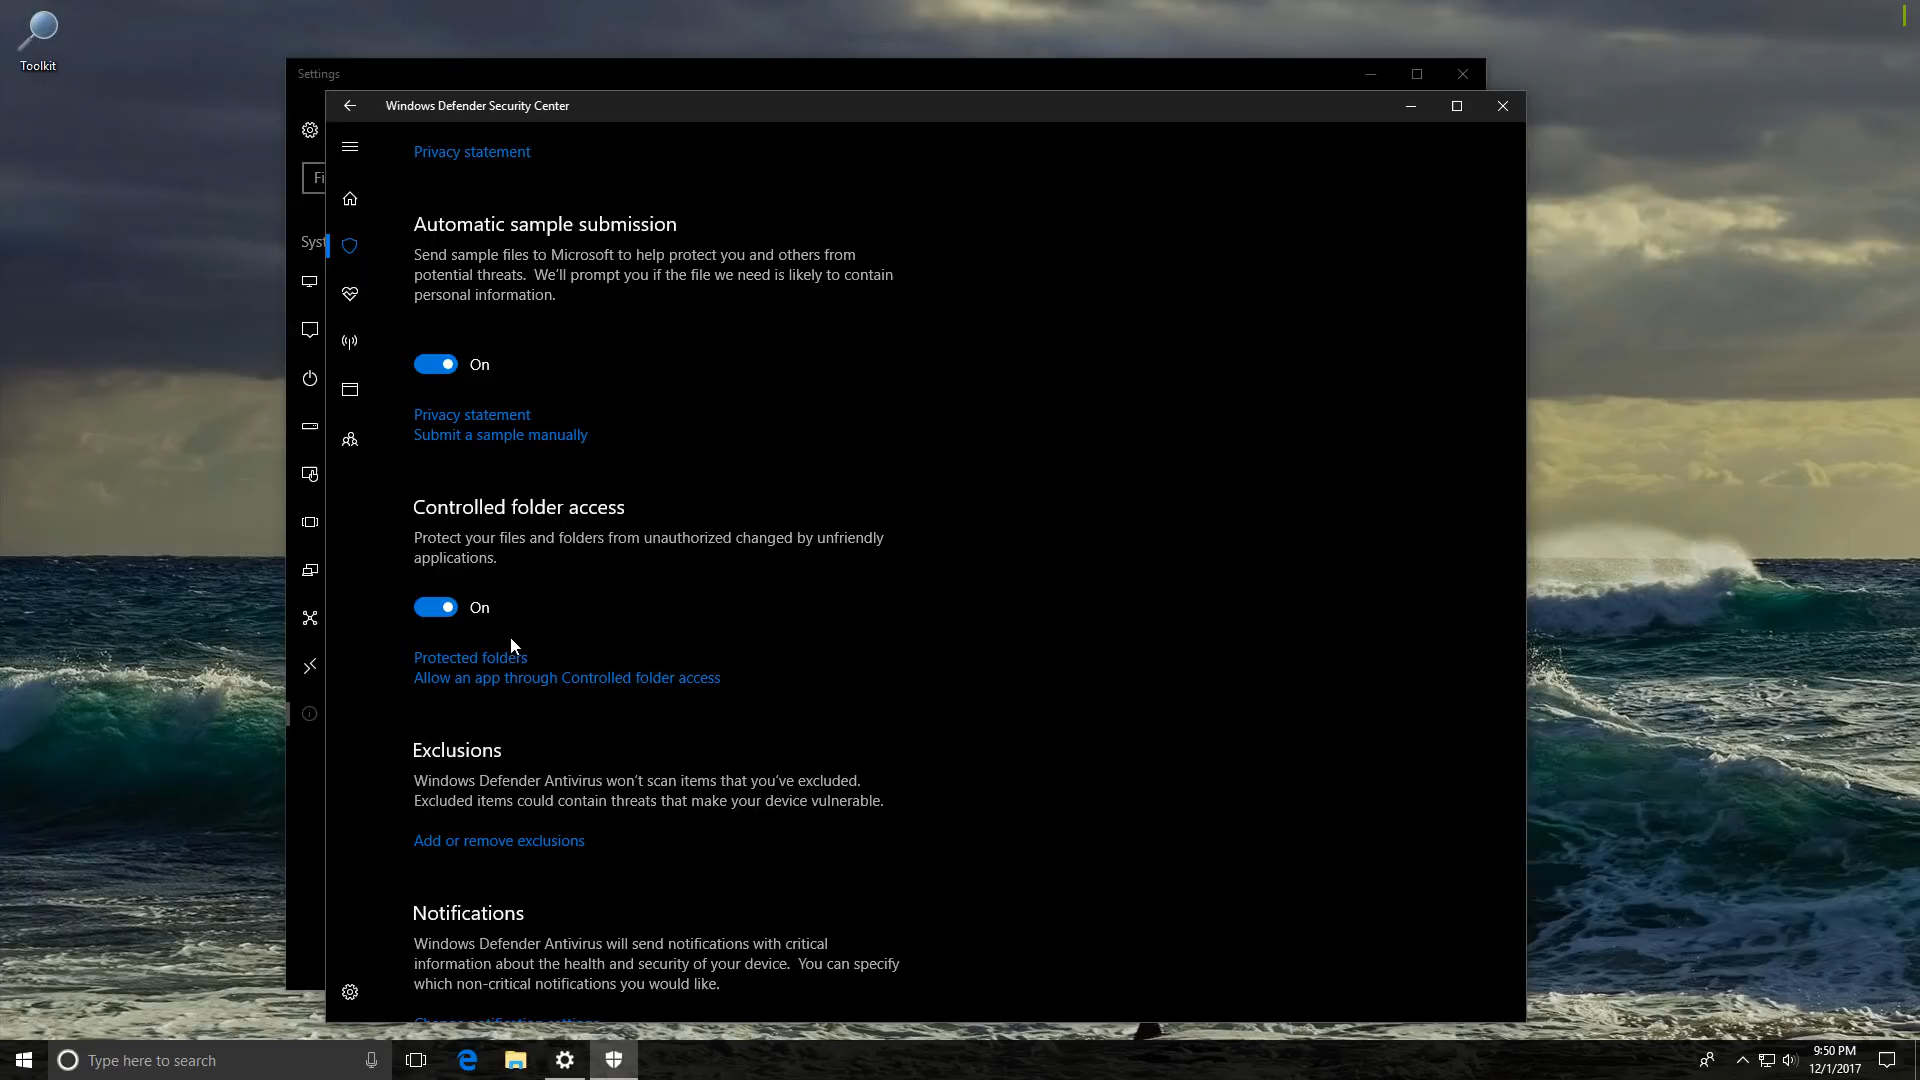 Toolkit
Settings
Windows Defender Security Center
Fi
Syst
Privacy statement
Automatic sample submission
Send sample files to Microsoft to help protect you and others from
potential threats. We'll prompt you if the file we need is likely to contain
personal information.
On
Privacy statement
Submit a sample manually
Controlled folder access
Protect your files and folders from unauthorized changed by unfriendly
applications.
On
Protected folders
Allow an app through Controlled folder access
Exclusions
Windows Defender Antivirus won't scan items that you've excluded.
Excluded items could contain threats that make your device vulnerable.
Add or remove exclusions
Notifications
Windows Defender Antivirus will send notifications with critical
information about the health and security of your device. You can specify
which non-critical notifications you would like.
Change notification settings
Type here to search
9:50 PM
12/1/2017